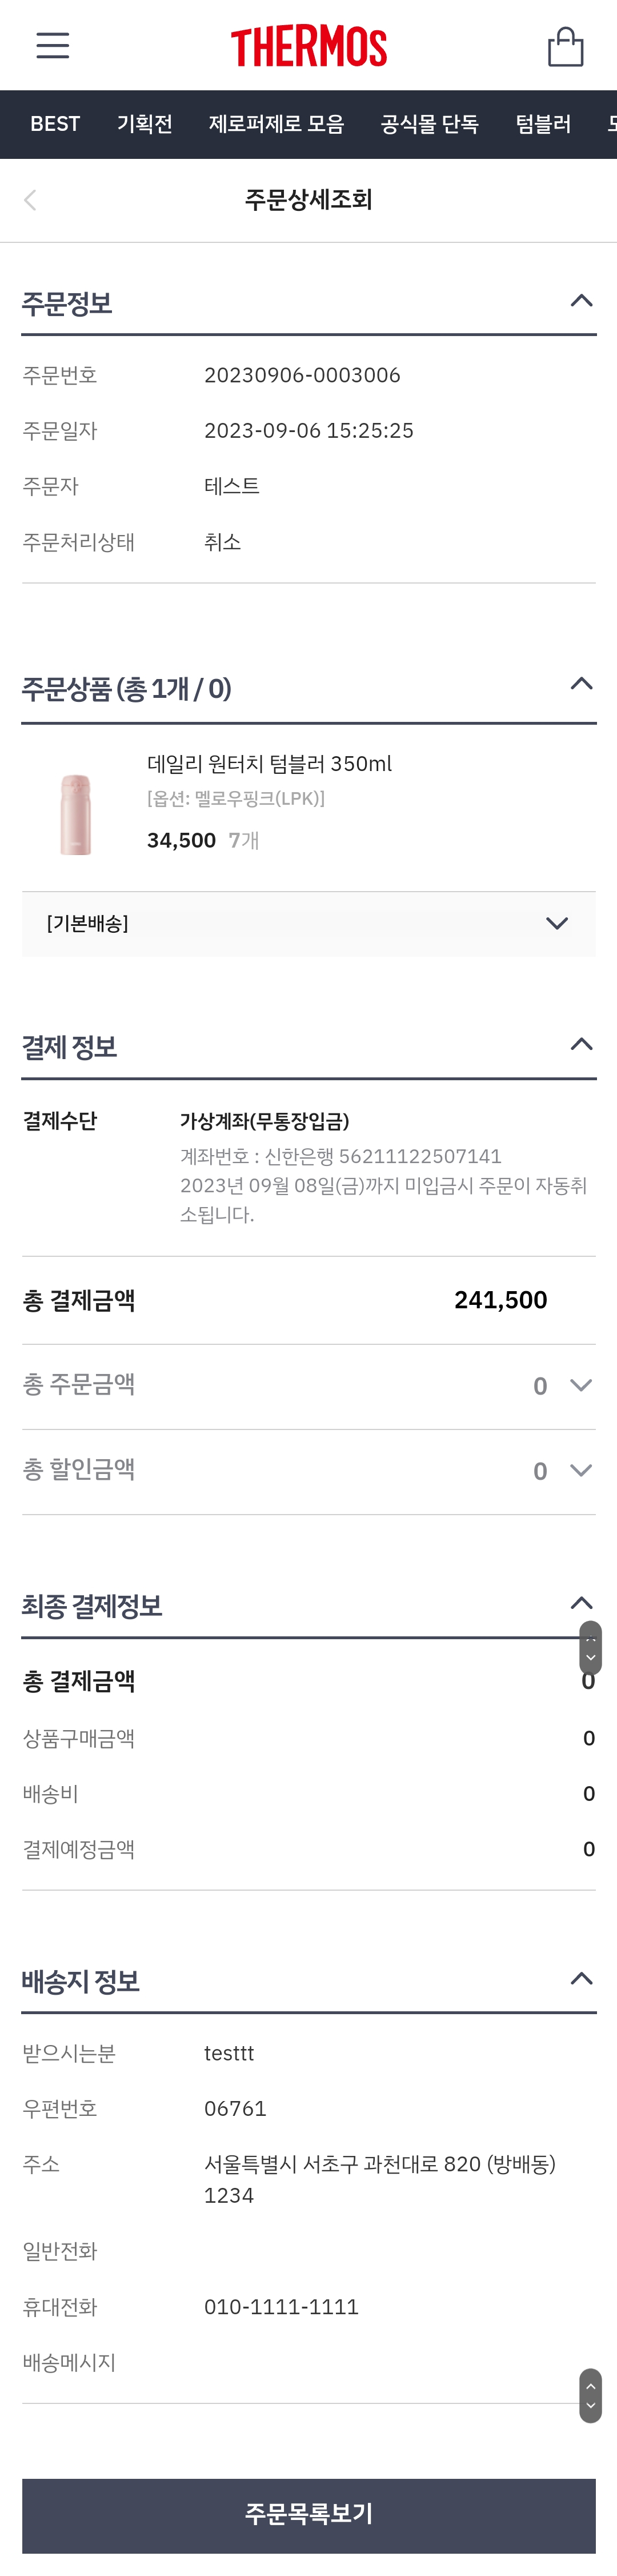 THERMOS
BEST 기획전 제로퍼제로 모음 공식몰 단독 텀블러
주문상세조회
주문정보
주문번호 20230906-0003006
주문일자 2023-09-06 15:25:25
주문자 테스트
주문처리상태 취소
주문상품 (총 1개 / 0)
데일리 원터치 텀블러 350ml
[옵션: 멜로우핑크(LPK)]
34,500 7개
[기본배송]
결제 정보
결제수단 가상계좌(무통장입금)
계좌번호 : 신한은행 56211122507141
2023년 09월 08일(금)까지 미입금시 주문이 자동취
소됩니다.
총 결제금액 241,500
총 주문금액 0
총 할인금액 0
최종 결제정보
총 결제금액 0
상품구매금액 0
배송비 0
결제예정금액 0
배송지 정보
받으시는분 testtt
우편번호 06761
주소 서울특별시 서초구 과천대로 820 (방배동)
1234
일반전화
휴대전화 010-1111-1111
배송메시지
주문목록보기